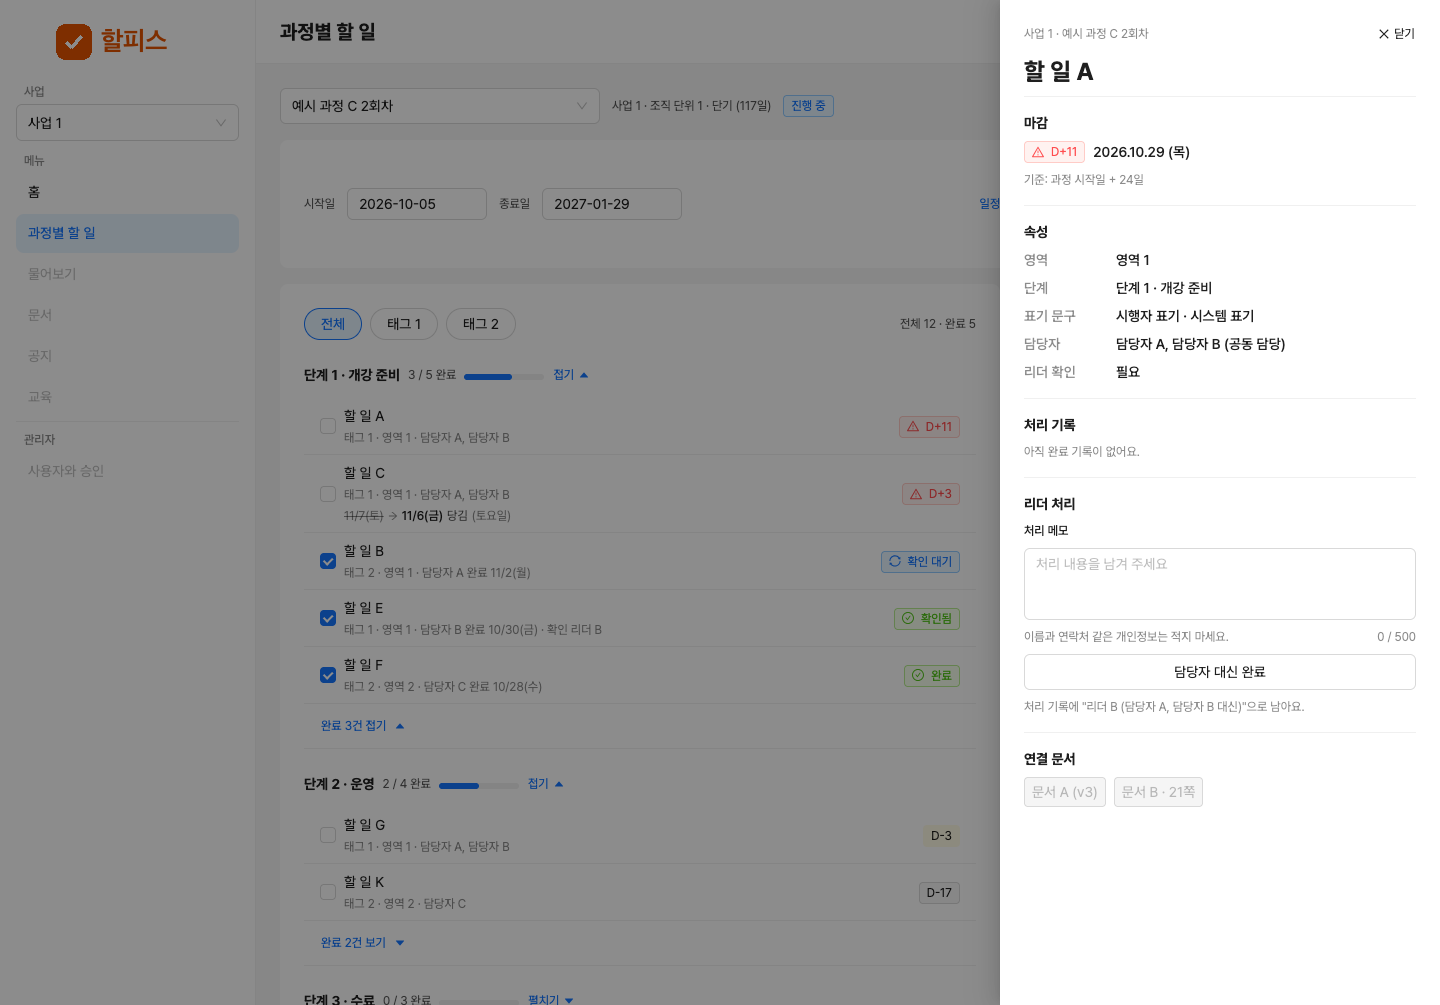 할피스
사업
사업 1
메뉴
홈
과정별 할 일
물어보기
문서
공지
교육
관리자
사용자와 승인
과정별 할 일
예시 과정 C 2회차
사업 1 · 조직 단위 1 · 단기 (117일)
진행 중
시작일
2026-10-05
종료일
2027-01-29
일정
전체
태그 1
태그 2
전체 12 · 완료 5
단계 1 · 개강 준비
3 / 5 완료
접기
할 일 A
태그 1 · 영역 1 · 담당자 A, 담당자 B
D+11
할 일 C
태그 1 · 영역 1 · 담당자 A, 담당자 B
11/7(토) → 11/6(금) 당김 (토요일)
D+3
할 일 B
태그 2 · 영역 1 · 담당자 A 완료 11/2(월)
확인 대기
할 일 E
태그 1 · 영역 1 · 담당자 B 완료 10/30(금) · 확인 리더 B
확인됨
할 일 F
태그 2 · 영역 2 · 담당자 C 완료 10/28(수)
완료
완료 3건 접기
단계 2 · 운영
2 / 4 완료
접기
할 일 G
태그 1 · 영역 1 · 담당자 A, 담당자 B
D-3
할 일 K
태그 2 · 영역 2 · 담당자 C
D-17
완료 2건 보기
단계 3 · 수료
0 / 3 완료
펼치기
사업 1 · 예시 과정 C 2회차
닫기
할 일 A
마감
D+11
2026.10.29 (목)
기준: 과정 시작일 + 24일
속성
영역
영역 1
단계
단계 1 · 개강 준비
표기 문구
시행자 표기 · 시스템 표기
담당자
담당자 A, 담당자 B (공동 담당)
리더 확인
필요
처리 기록
아직 완료 기록이 없어요.
리더 처리
처리 메모
처리 내용을 남겨 주세요
이름과 연락처 같은 개인정보는 적지 마세요.
0 / 500
담당자 대신 완료
처리 기록에 "리더 B (담당자 A, 담당자 B 대신)"으로 남아요.
연결 문서
문서 A (v3)
문서 B · 21쪽